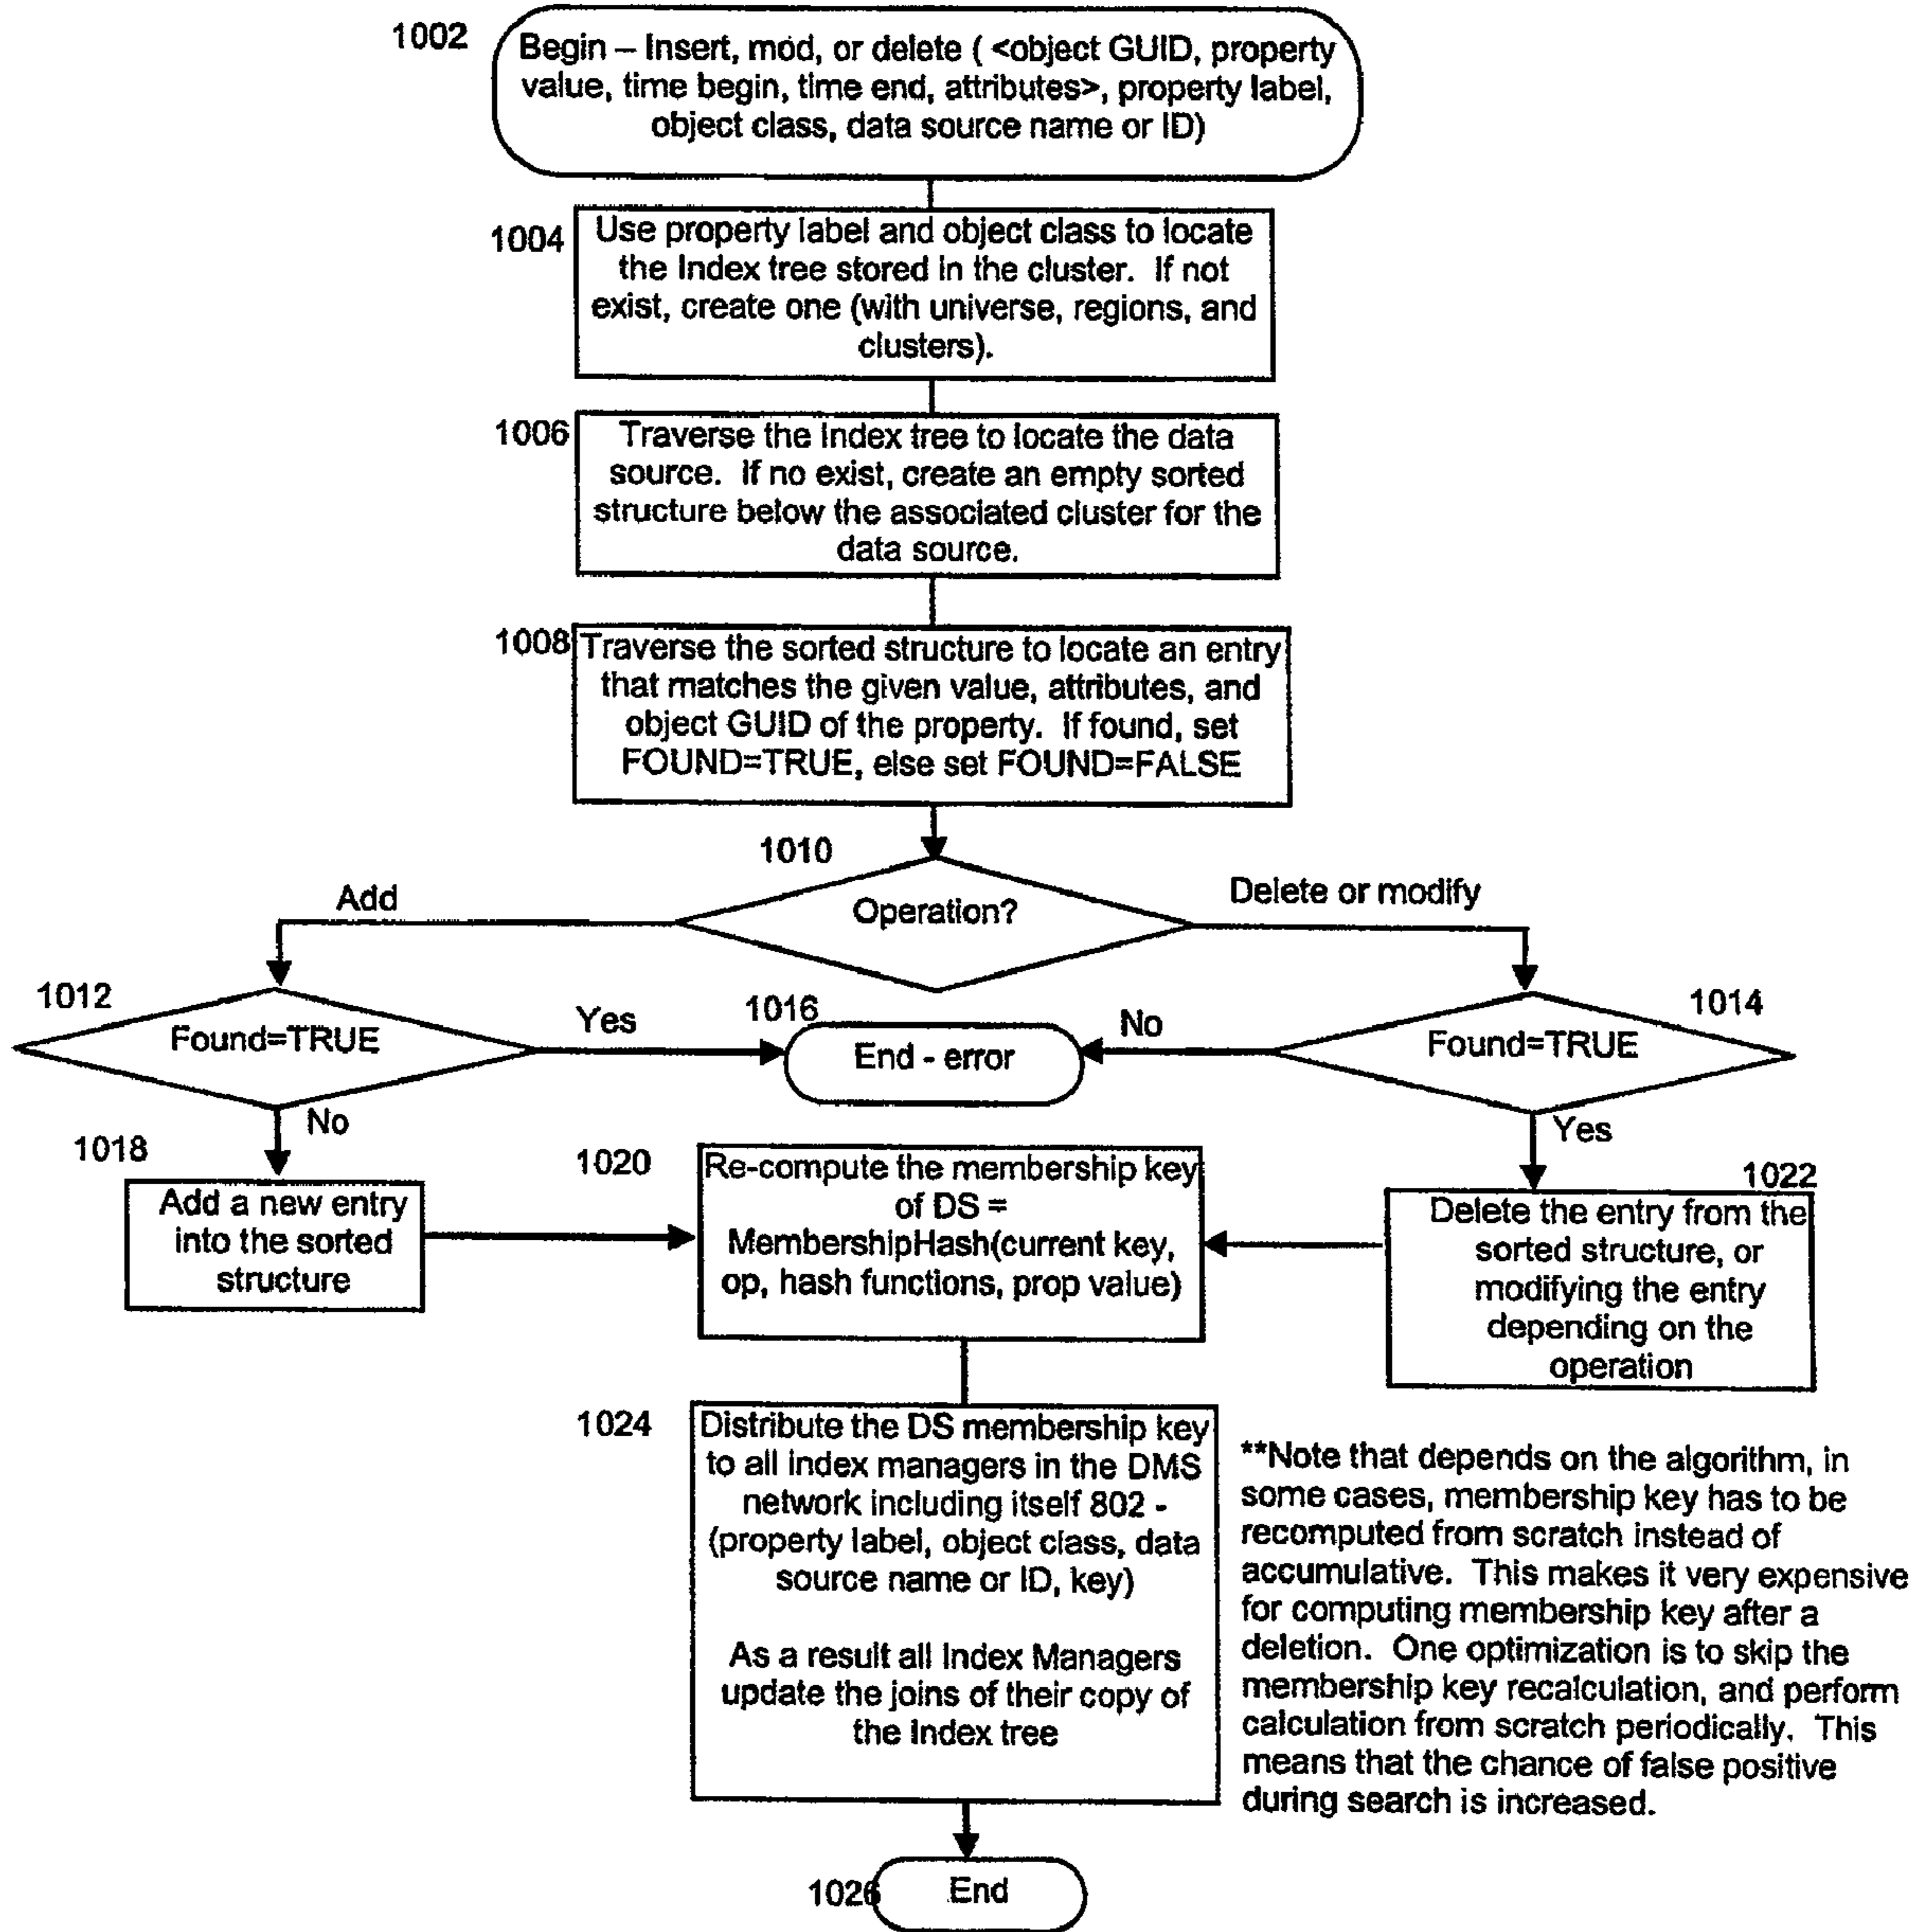 1002
Begin – Insert, mod, or delete ( <object GUID, property
value, time begin, time end, attributes>, property label,
object class, data source name or ID)
1004
Use property label and object class to locate
the Index tree stored in the cluster. If not
exist, create one (with universe, regions, and
clusters).
1006
Traverse the Index tree to locate the data
source. If no exist, create an empty sorted
structure below the associated cluster for the
data source.
1008
Traverse the sorted structure to locate an entry
that matches the given value, attributes, and
object GUID of the property. If found, set
FOUND=TRUE, else set FOUND=FALSE
1010
Operation?
Add
Delete or modify
1012
Found=TRUE
Yes
1016
End - error
No
1014
Found=TRUE
No
Yes
1018
Add a new entry
into the sorted
structure
1020
Re-compute the membership key
of DS =
MembershipHash(current key,
op, hash functions, prop value)
1022
Delete the entry from the
sorted structure, or
modifying the entry
depending on the
operation
1024
Distribute the DS membership key
to all index managers in the DMS
network including itself 802 -
(property label, object class, data
source name or ID, key)
As a result all Index Managers
update the joins of their copy of
the Index tree
**Note that depends on the algorithm, in
some cases, membership key has to be
recomputed from scratch instead of
accumulative. This makes it very expensive
for computing membership key after a
deletion. One optimization is to skip the
membership key recalculation, and perform
calculation from scratch periodically. This
means that the chance of false positive
during search is increased.
1026
End